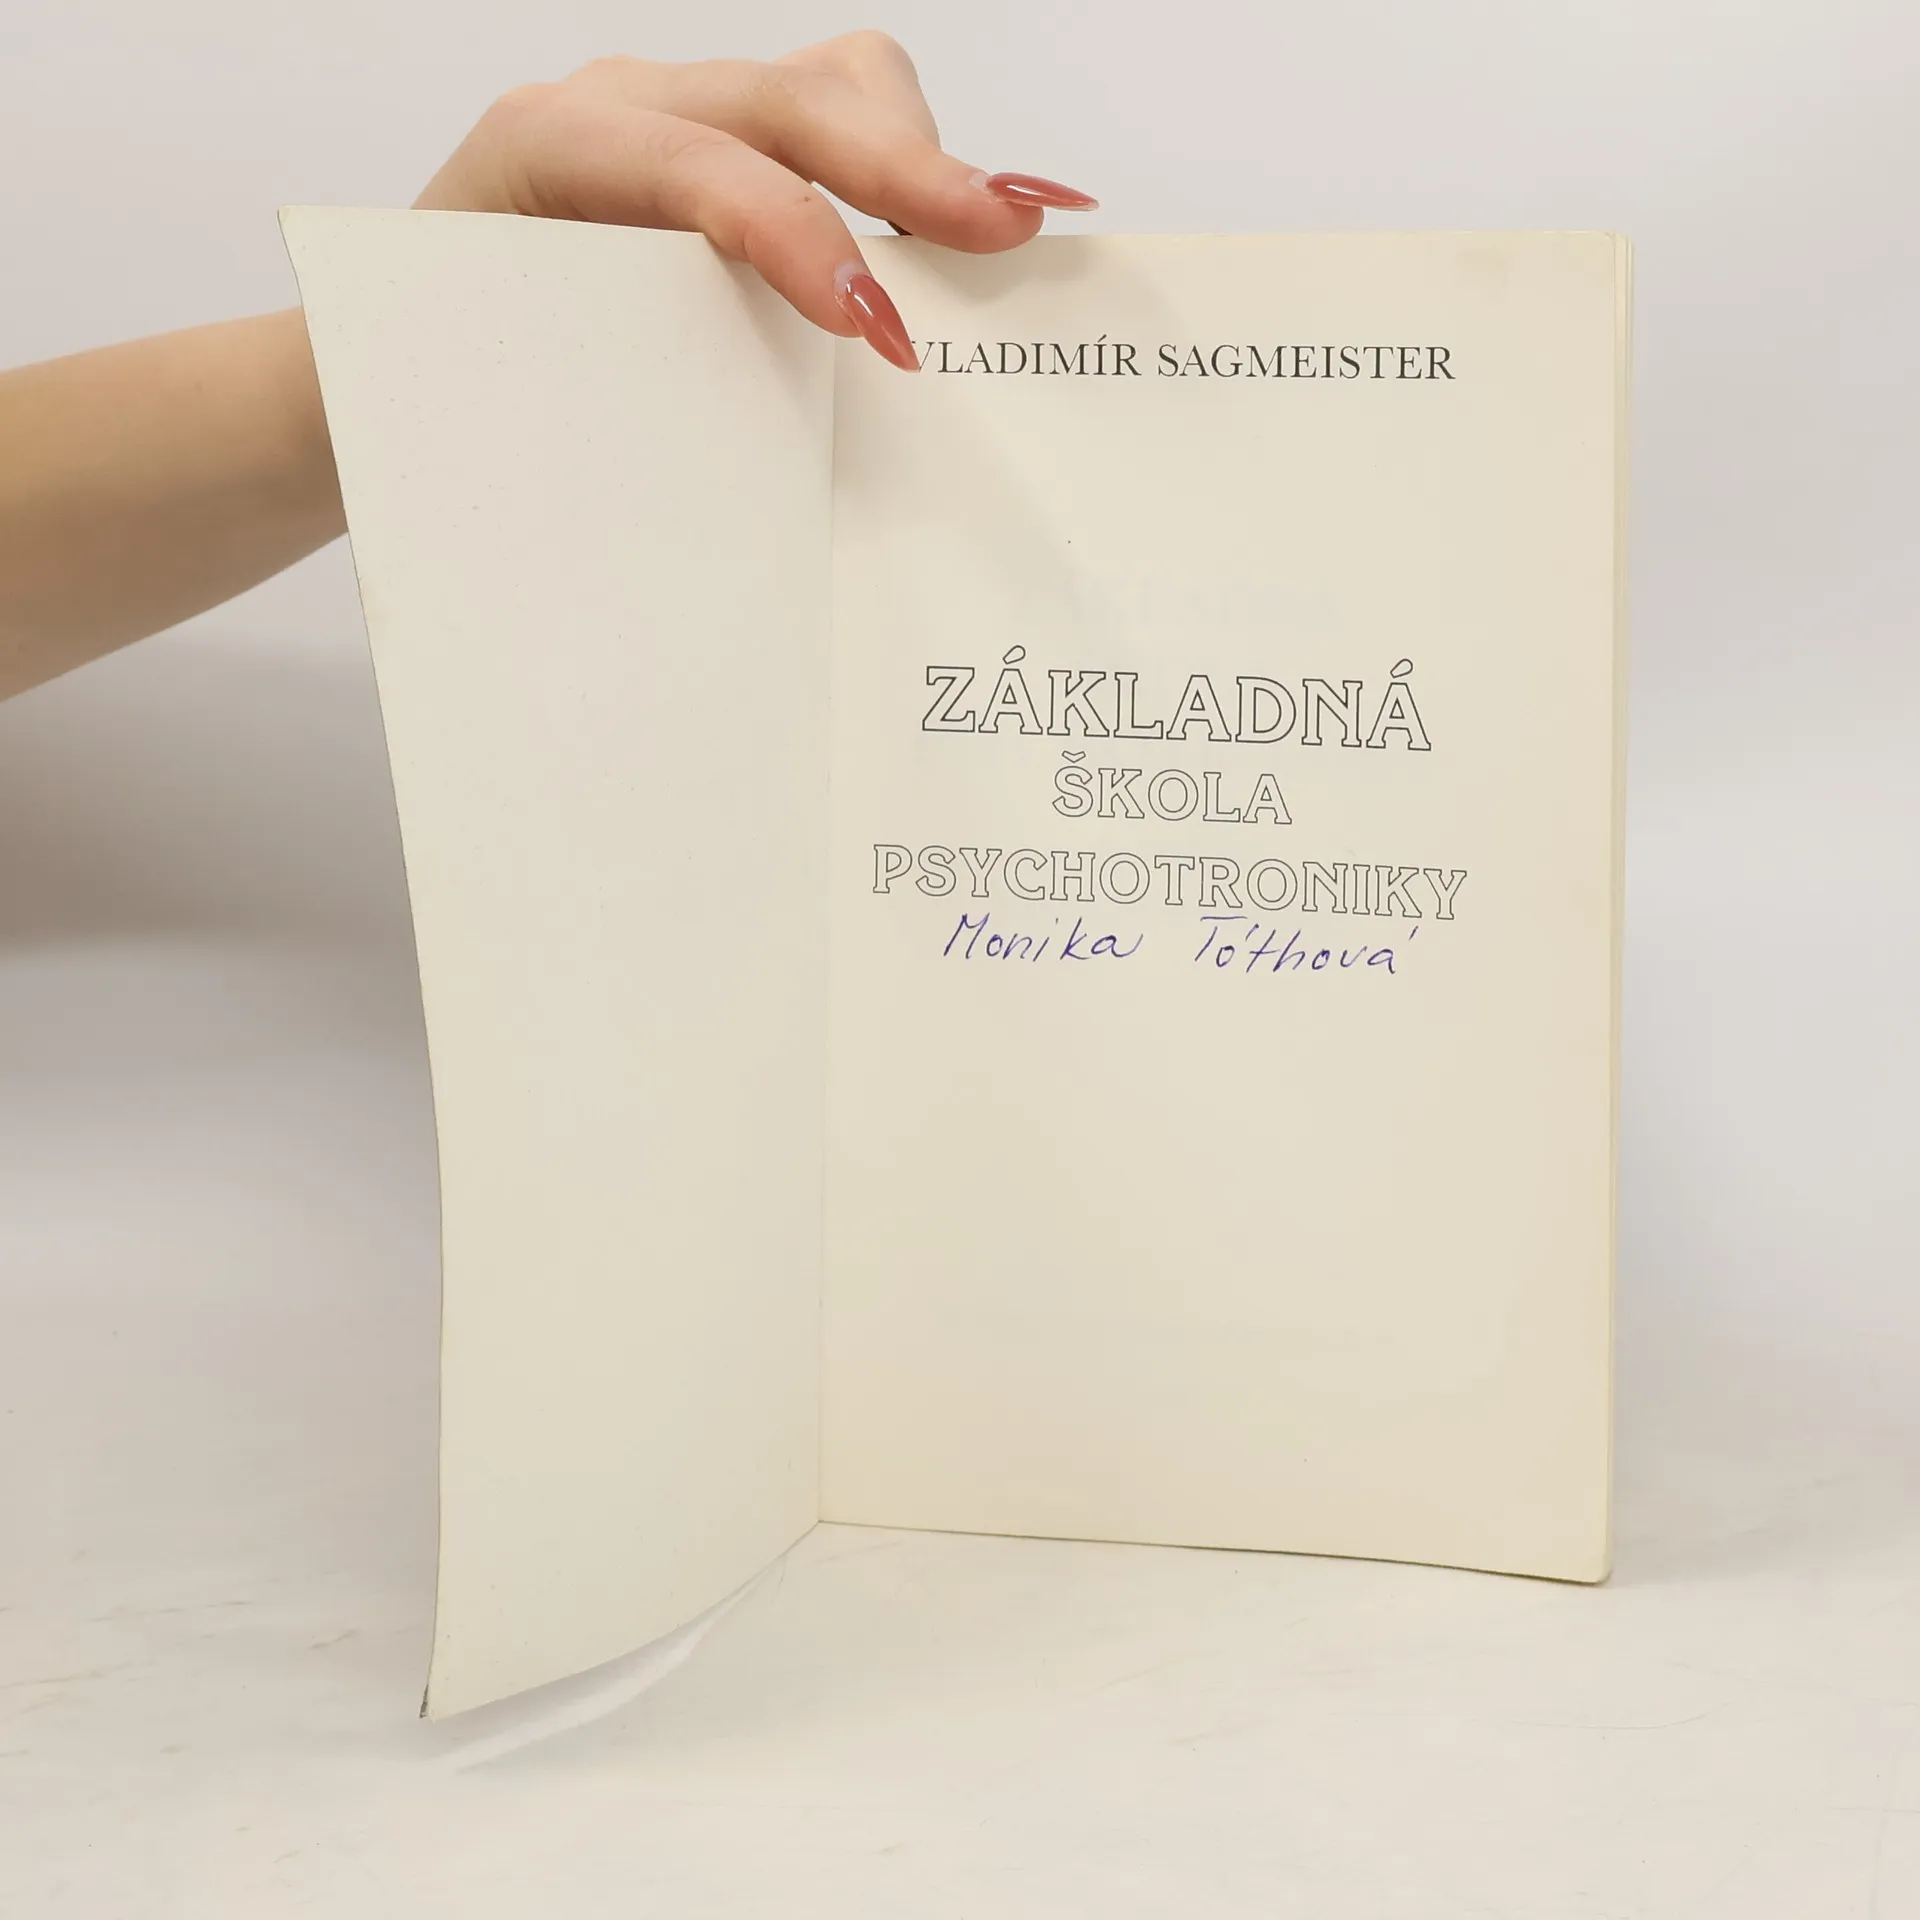 VLADIMÍR SAGMEISTER
ZÁKLADNÁ
ŠKOLA
PSYCHOTRONIKY
Monika Tóthová